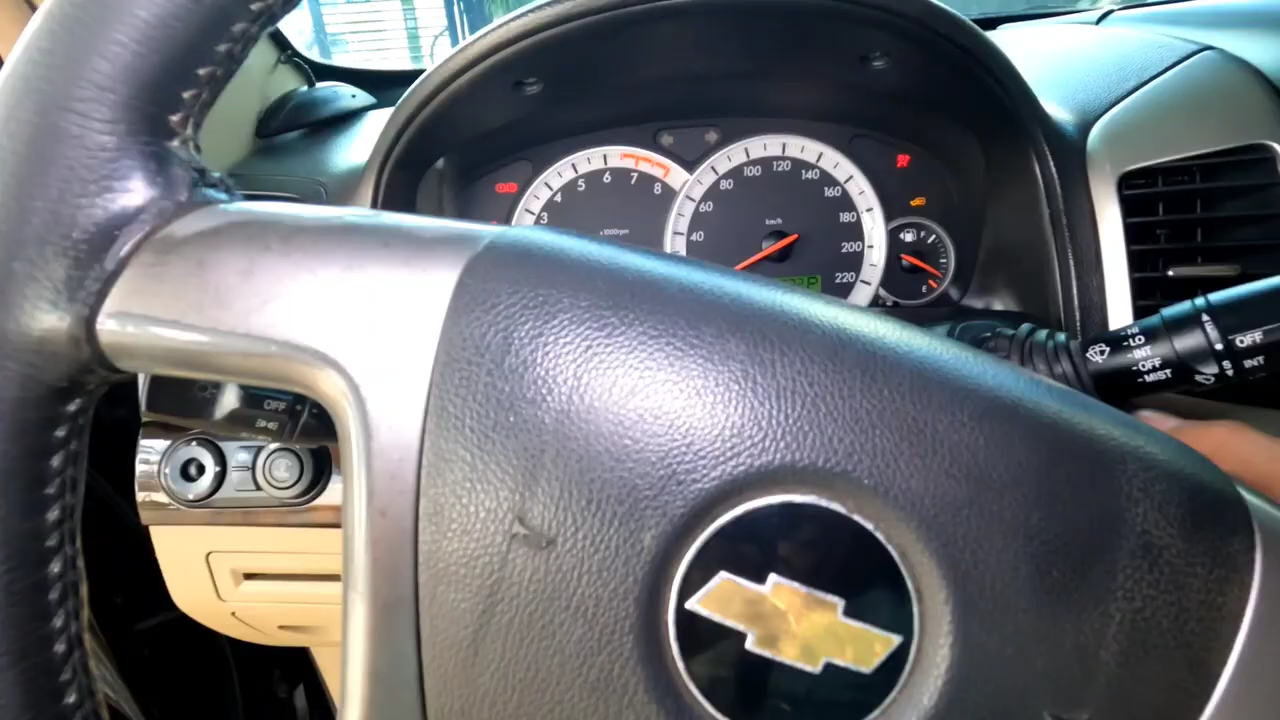 3 4 5 6 7 8
x1000rpm
40 60 80 100 120 140 160 180 200 220
km/h
P
F
E
-HI
-LO
-INT
-OFF
-MIST
OFF
INT
OFF